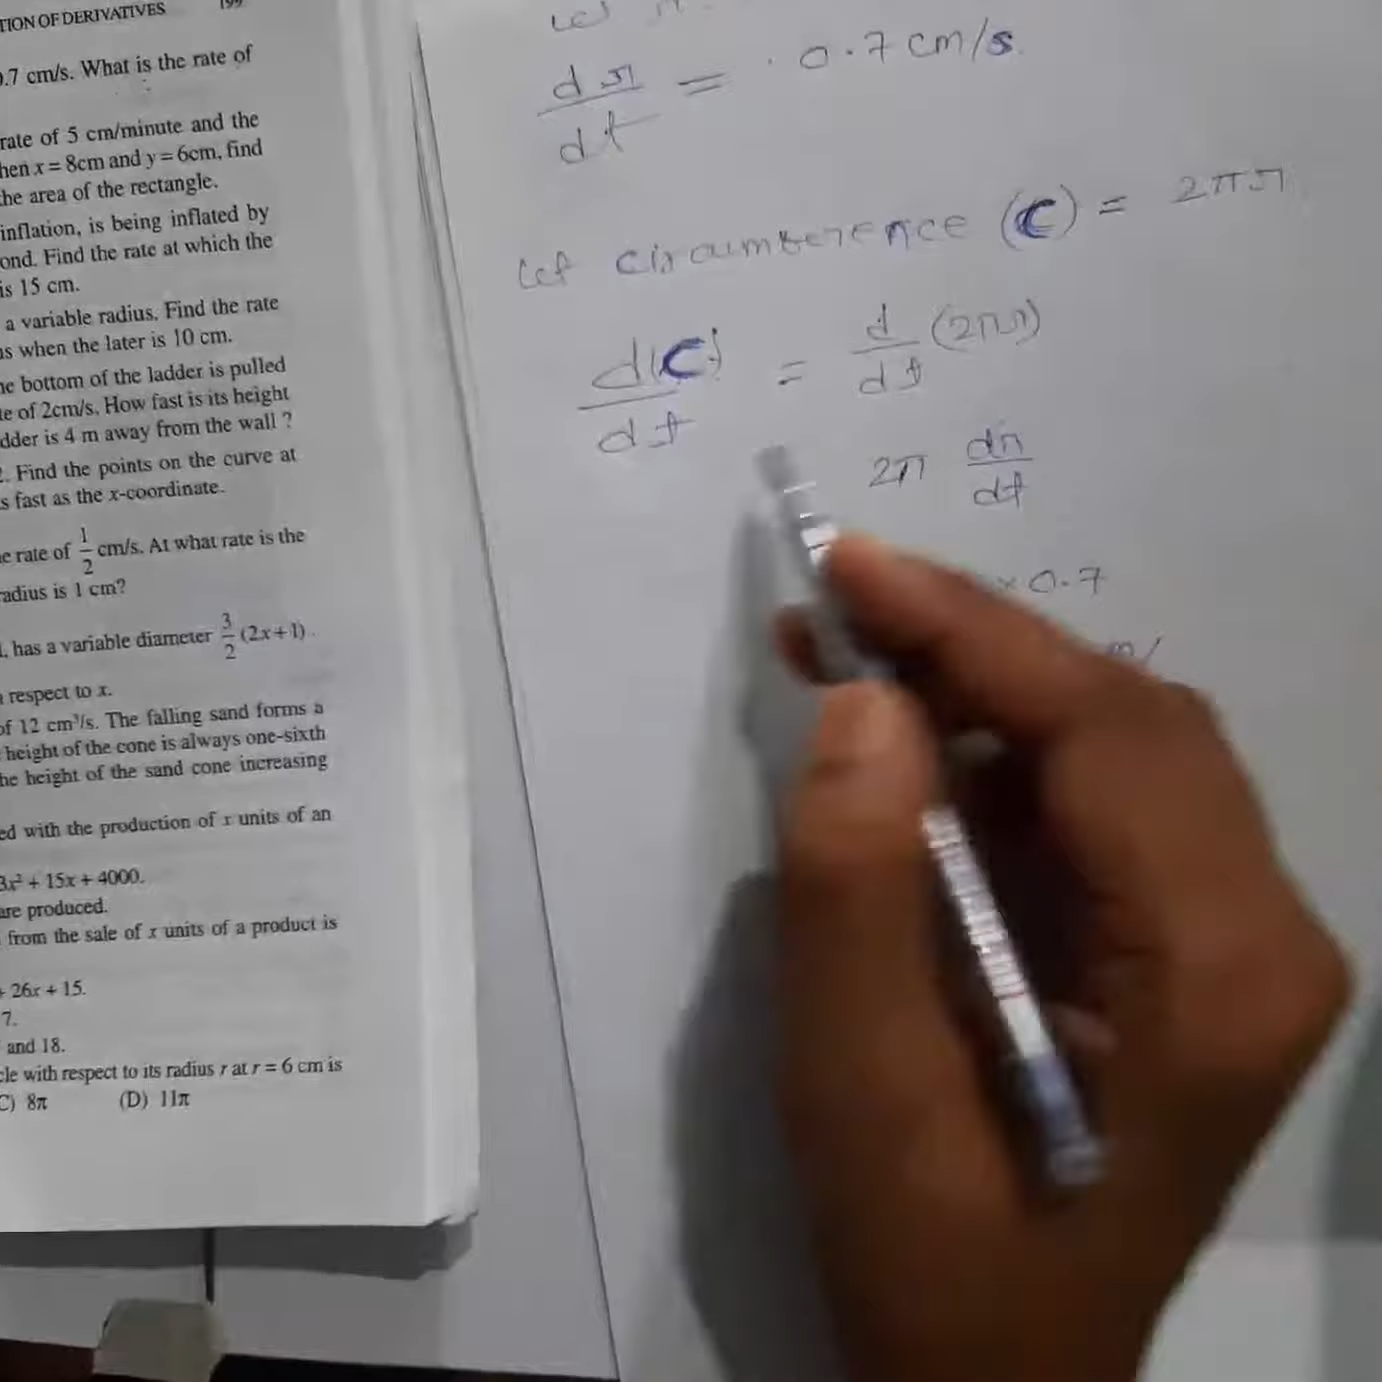 TION OF DERIVATIVES 199
0.7 cm/s. What is the rate of
rate of 5 cm/minute and the
hen x = 8cm and y = 6cm, find
the area of the rectangle.
inflation, is being inflated by
ond. Find the rate at which the
is 15 cm.
a variable radius. Find the rate
us when the later is 10 cm.
he bottom of the ladder is pulled
te of 2cm/s. How fast is its height
dder is 4 m away from the wall ?
2. Find the points on the curve at
s fast as the x-coordinate.
e rate of 1/2 cm/s. At what rate is the
radius is 1 cm?
, has a variable diameter 3/2 (2x+1).
respect to x.
of 12 cm³/s. The falling sand forms a
height of the cone is always one-sixth
he height of the sand cone increasing
ed with the production of x units of an
3x² + 15x + 4000.
are produced.
from the sale of x units of a product is
+ 26x + 15.
7.
and 18.
cle with respect to its radius r at r = 6 cm is
C) 8π (D) 11π
dr/dt = 0.7 cm/s.
Let circumference (C) = 2πr
d(C)/dt = d/dt (2πr)
2π dr/dt
× 0.7
m/